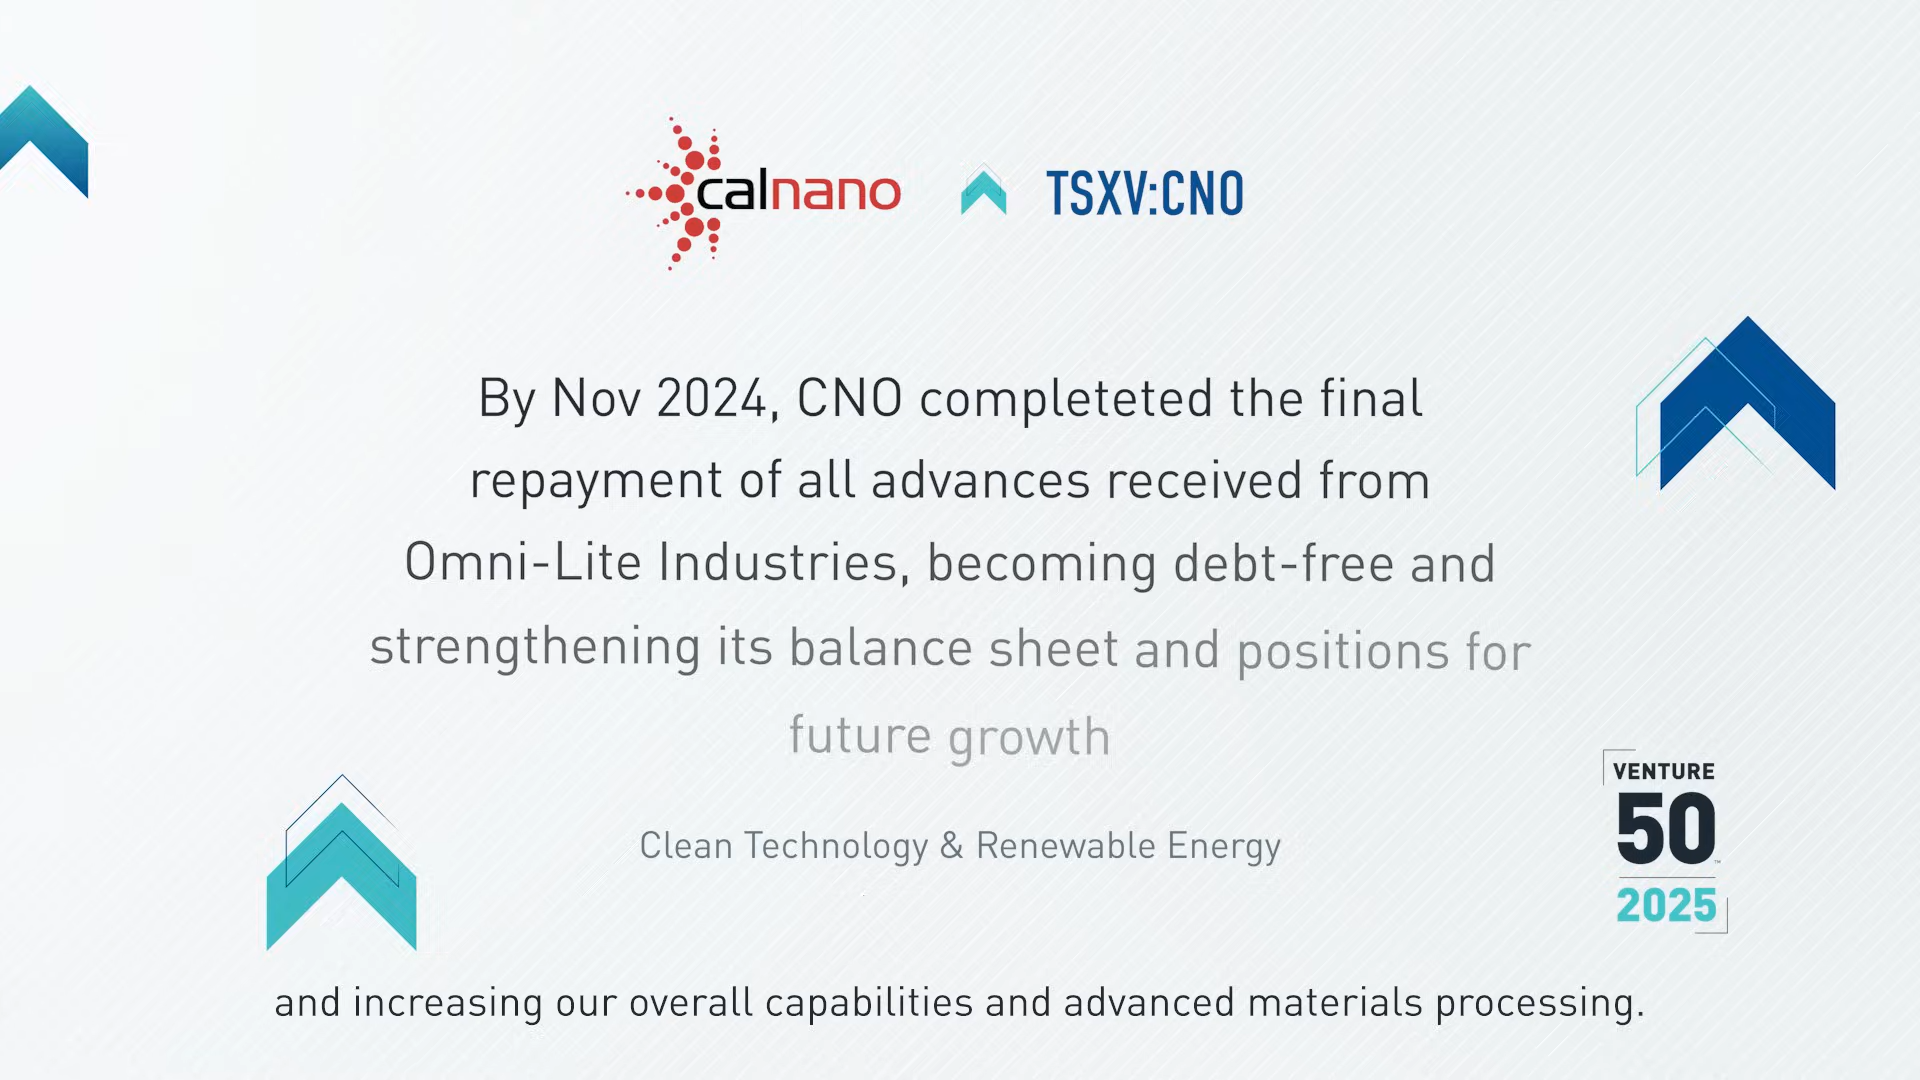 calnano
TSXV:CNO
By Nov 2024, CNO completeted the final
repayment of all advances received from
Omni-Lite Industries, becoming debt-free and
strengthening its balance sheet and positions for
future growth
Clean Technology & Renewable Energy
VENTURE
50™
2025
and increasing our overall capabilities and advanced materials processing.